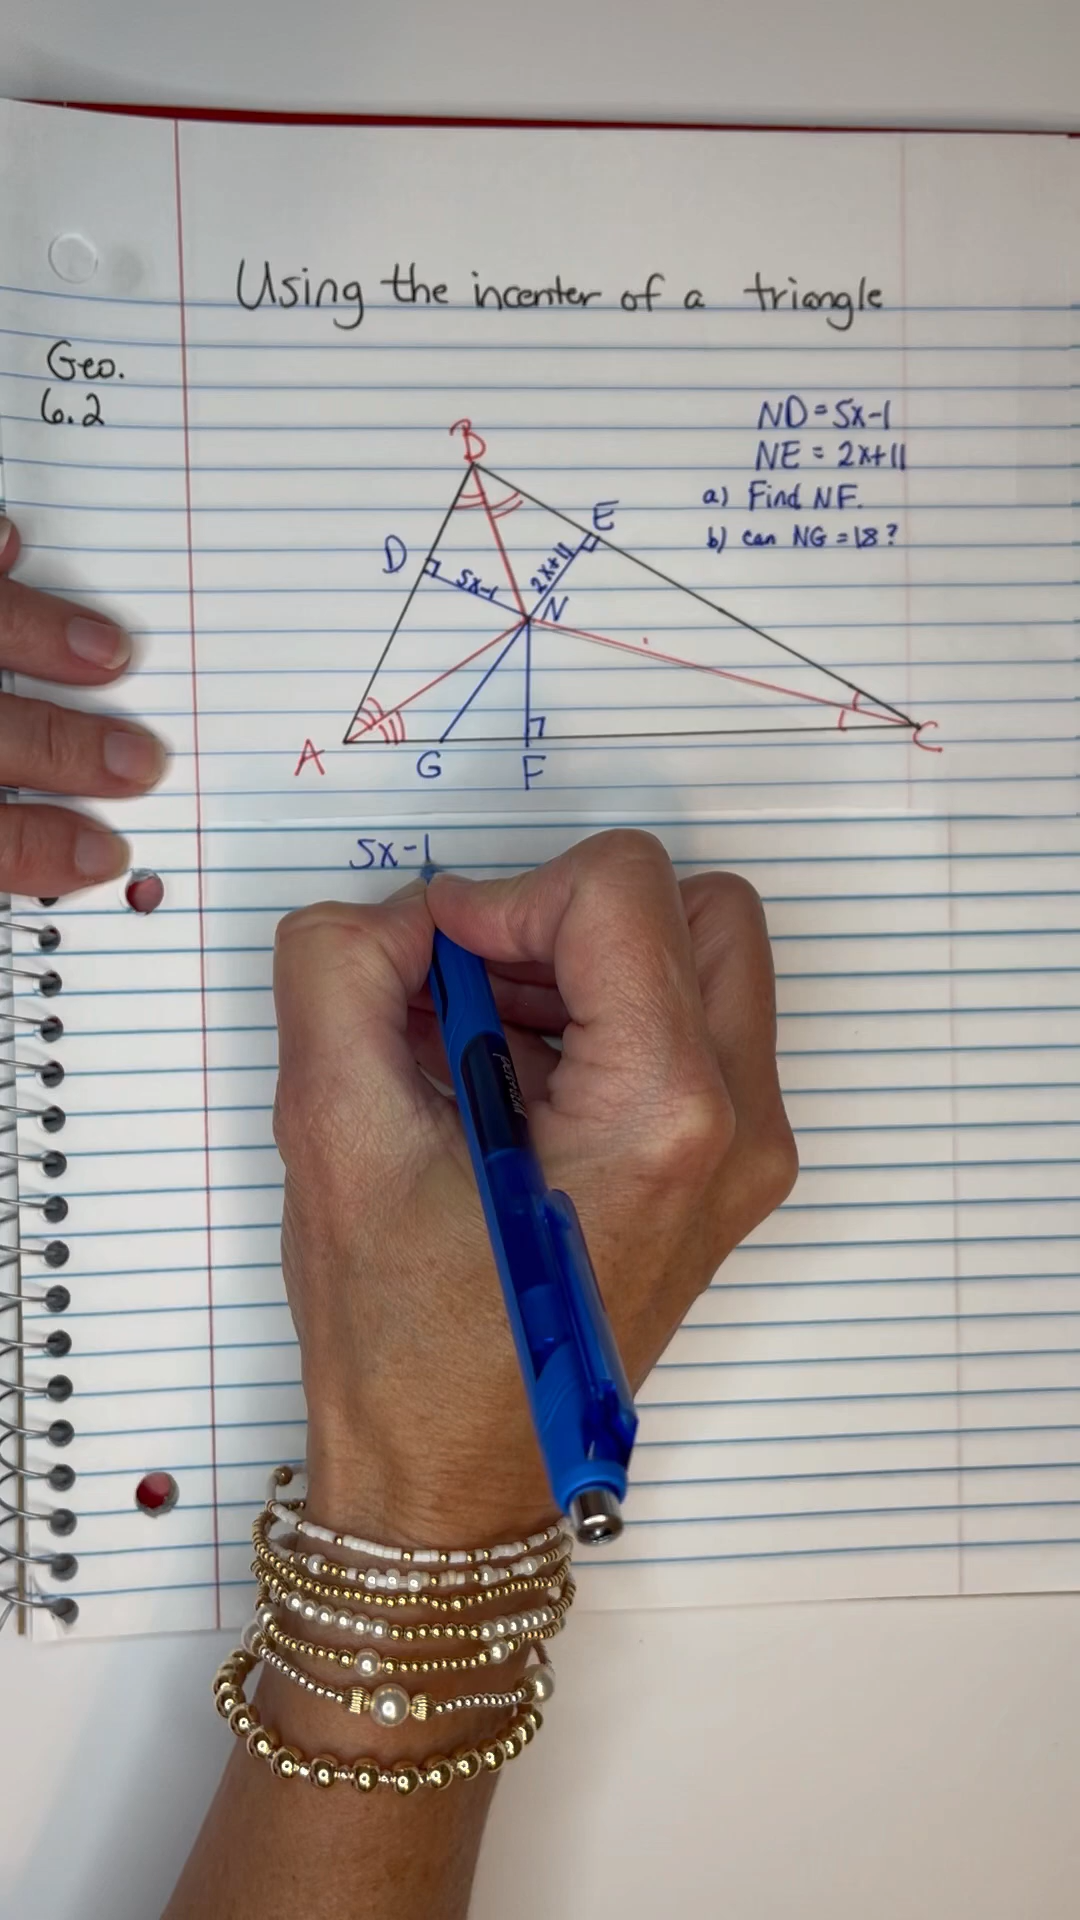 Using the incenter of a triangle
Geo.
6.2
ND = 5x-1
NE = 2x+11
a) Find NF.
b) can NG = 18?
B
E
D
5x-1
2x+11
N
A
G
F
C
5x-1